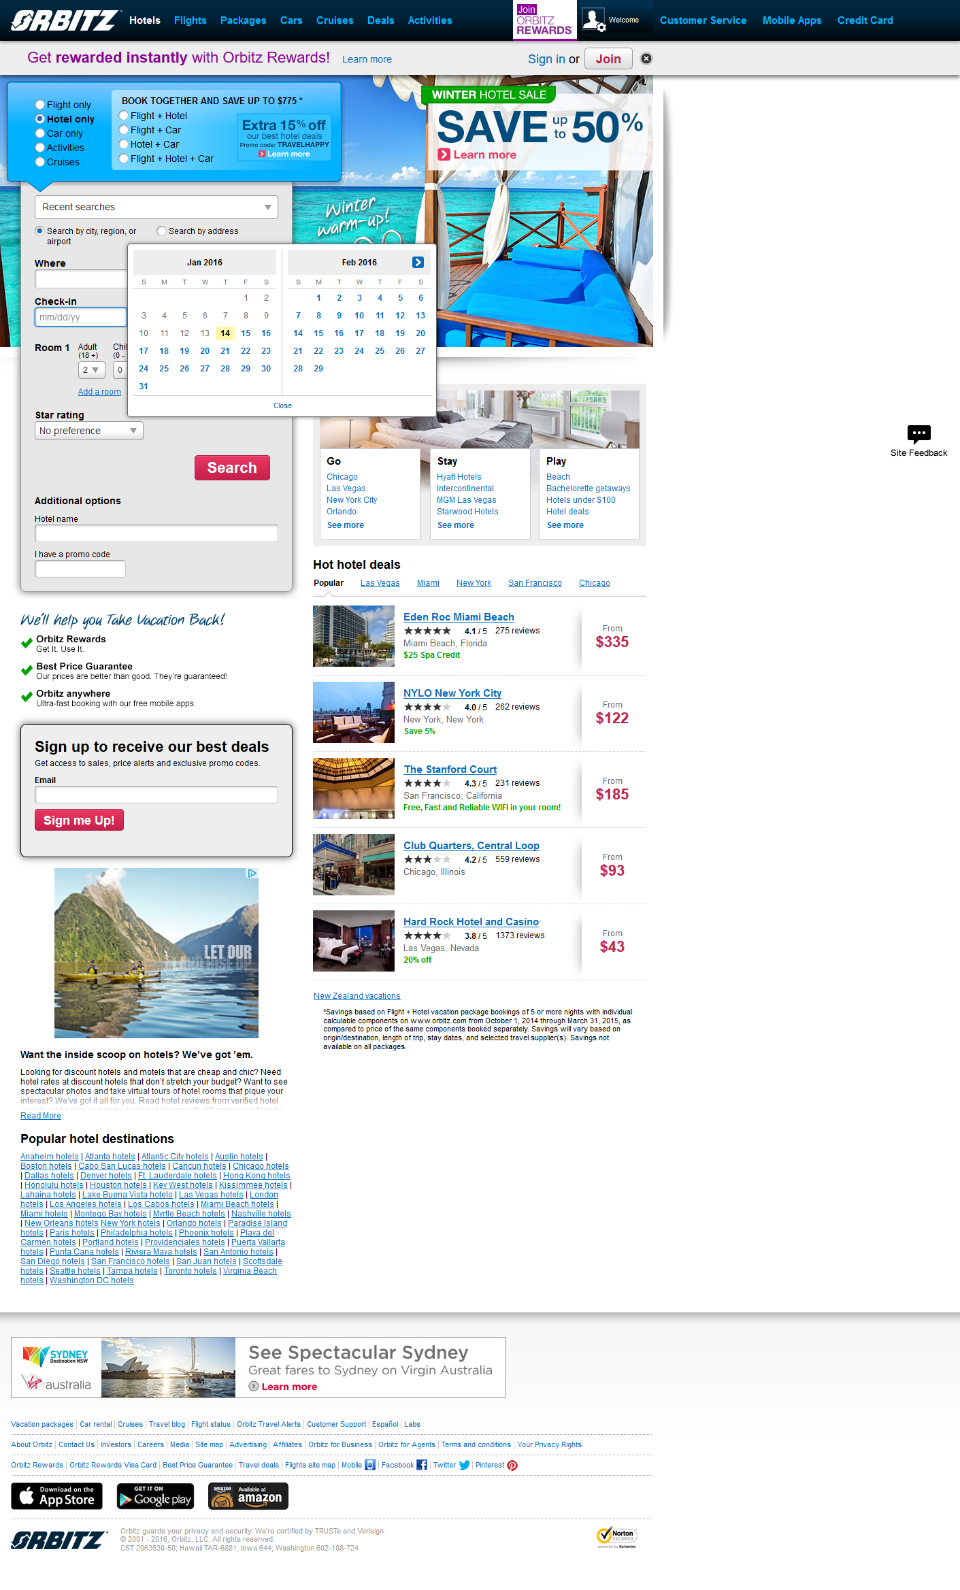 ORBITZ Hotels Flights Packages Cars Cruises Deals Activities Join ORBITZ REWARDS Welcome Customer Service Mobile Apps Credit Card
Get rewarded instantly with Orbitz Rewards! Learn more Sign in or Join
Flight only
Hotel only
Car only
Activities
Cruises
BOOK TOGETHER AND SAVE UP TO $775 *
Flight + Hotel
Flight + Car
Hotel + Car
Flight + Hotel + Car
Extra 15% off
our best hotel deals
Promo code: TRAVELHAPPY
Learn more
WINTER HOTEL SALE
SAVE up to 50%
Learn more
Winter
warm-up!
Recent searches
Search by city, region, or airport
Search by address
Where
Check-in
mm/dd/yy
Room 1 Adult (18 +)
2 0
Add a room
Star rating
No preference
Search
Additional options
Hotel name
I have a promo code
Jan 2016
S M T W T F S
1 2
3 4 5 6 7 8 9
10 11 12 13 14 15 16
17 18 19 20 21 22 23
24 25 26 27 28 29 30
31
Feb 2016
S M T W T F S
1 2 3 4 5 6
7 8 9 10 11 12 13
14 15 16 17 18 19 20
21 22 23 24 25 26 27
28 29
Close
Go
Chicago
Las Vegas
New York City
Orlando
See more
Stay
Hyatt Hotels
Intercontinental
MGM Las Vegas
Starwood Hotels
See more
Play
Beach
Bachelorette getaways
Hotels under $100
Hotel deals
See more
Site Feedback
Hot hotel deals
Popular Las Vegas Miami New York San Francisco Chicago
Eden Roc Miami Beach
4.1 / 5 275 reviews
Miami Beach, Florida
$25 Spa Credit
From
$335
NYLO New York City
4.0 / 5 262 reviews
New York, New York
Save 5%
From
$122
The Stanford Court
4.3 / 5 231 reviews
San Francisco, California
Free, Fast and Reliable WIFI in your room!
From
$185
Club Quarters, Central Loop
4.2 / 5 559 reviews
Chicago, Illinois
From
$93
Hard Rock Hotel and Casino
3.8 / 5 1373 reviews
Las Vegas, Nevada
20% off
From
$43
New Zealand vacations
*Savings based on Flight + Hotel vacation package bookings of 5 or more nights with individual
calculable components on www.orbitz.com from October 1, 2014 through March 31, 2015, as
compared to price of the same components booked separately. Savings will vary based on
origin/destination, length of trip, stay dates, and selected travel supplier(s). Savings not
available on all packages.
We'll help you Take Vacation Back!
Orbitz Rewards
Get It. Use It.
Best Price Guarantee
Our prices are better than good. They're guaranteed!
Orbitz anywhere
Ultra-fast booking with our free mobile apps.
Sign up to receive our best deals
Get access to sales, price alerts and exclusive promo codes.
Email
Sign me Up!
LET OUR
Want the inside scoop on hotels? We've got 'em.
Looking for discount hotels and motels that are cheap and chic? Need
hotel rates at discount hotels that don't stretch your budget? Want to see
spectacular photos and take virtual tours of hotel rooms that pique your
interest? We've got it all for you. Read hotel reviews from verified hotel
Read More
Popular hotel destinations
Anaheim hotels | Atlanta hotels | Atlantic City hotels | Austin hotels |
Boston hotels | Cabo San Lucas hotels | Cancun hotels | Chicago hotels
| Dallas hotels | Denver hotels | Ft. Lauderdale hotels | Hong Kong hotels
| Honolulu hotels | Houston hotels | Key West hotels | Kissimmee hotels |
Lahaina hotels | Lake Buena Vista hotels | Las Vegas hotels | London
hotels | Los Angeles hotels | Los Cabos hotels | Miami Beach hotels |
Miami hotels | Montego Bay hotels | Myrtle Beach hotels | Nashville hotels
| New Orleans hotels New York hotels | Orlando hotels | Paradise Island
hotels | Paris hotels | Philadelphia hotels | Phoenix hotels | Playa del
Carmen hotels | Portland hotels | Providenciales hotels | Puerta Vallarta
hotels | Punta Cana hotels | Riviera Maya hotels | San Antonio hotels |
San Diego hotels | San Francisco hotels | San Juan hotels | Scottsdale
hotels | Seattle hotels | Tampa hotels | Toronto hotels | Virginia Beach
hotels | Washington DC hotels
SYDNEY
Destination NSW
Virgin australia
See Spectacular Sydney
Great fares to Sydney on Virgin Australia
Learn more
Vacation packages | Car rental | Cruises | Travel blog | Flight status | Orbitz Travel Alerts | Customer Support | Español | Labs
About Orbitz | Contact Us | Investors | Careers | Media | Site map | Advertising | Affiliates | Orbitz for Business | Orbitz for Agents | Terms and conditions | Your Privacy Rights
Orbitz Rewards | Orbitz Rewards Visa Card | Best Price Guarantee | Travel deals | Flights site map | Mobile | Facebook | Twitter | Pinterest
Download on the App Store
GET IT ON Google play
Available at amazon
ORBITZ
Orbitz guards your privacy and security. We're certified by TRUSTe and Verisign.
© 2001 - 2016, Orbitz, LLC. All rights reserved.
CST 2063530-50; Hawaii TAR-6881; Iowa 644; Washington 602-108-724
Norton
SECURED
powered by Symantec